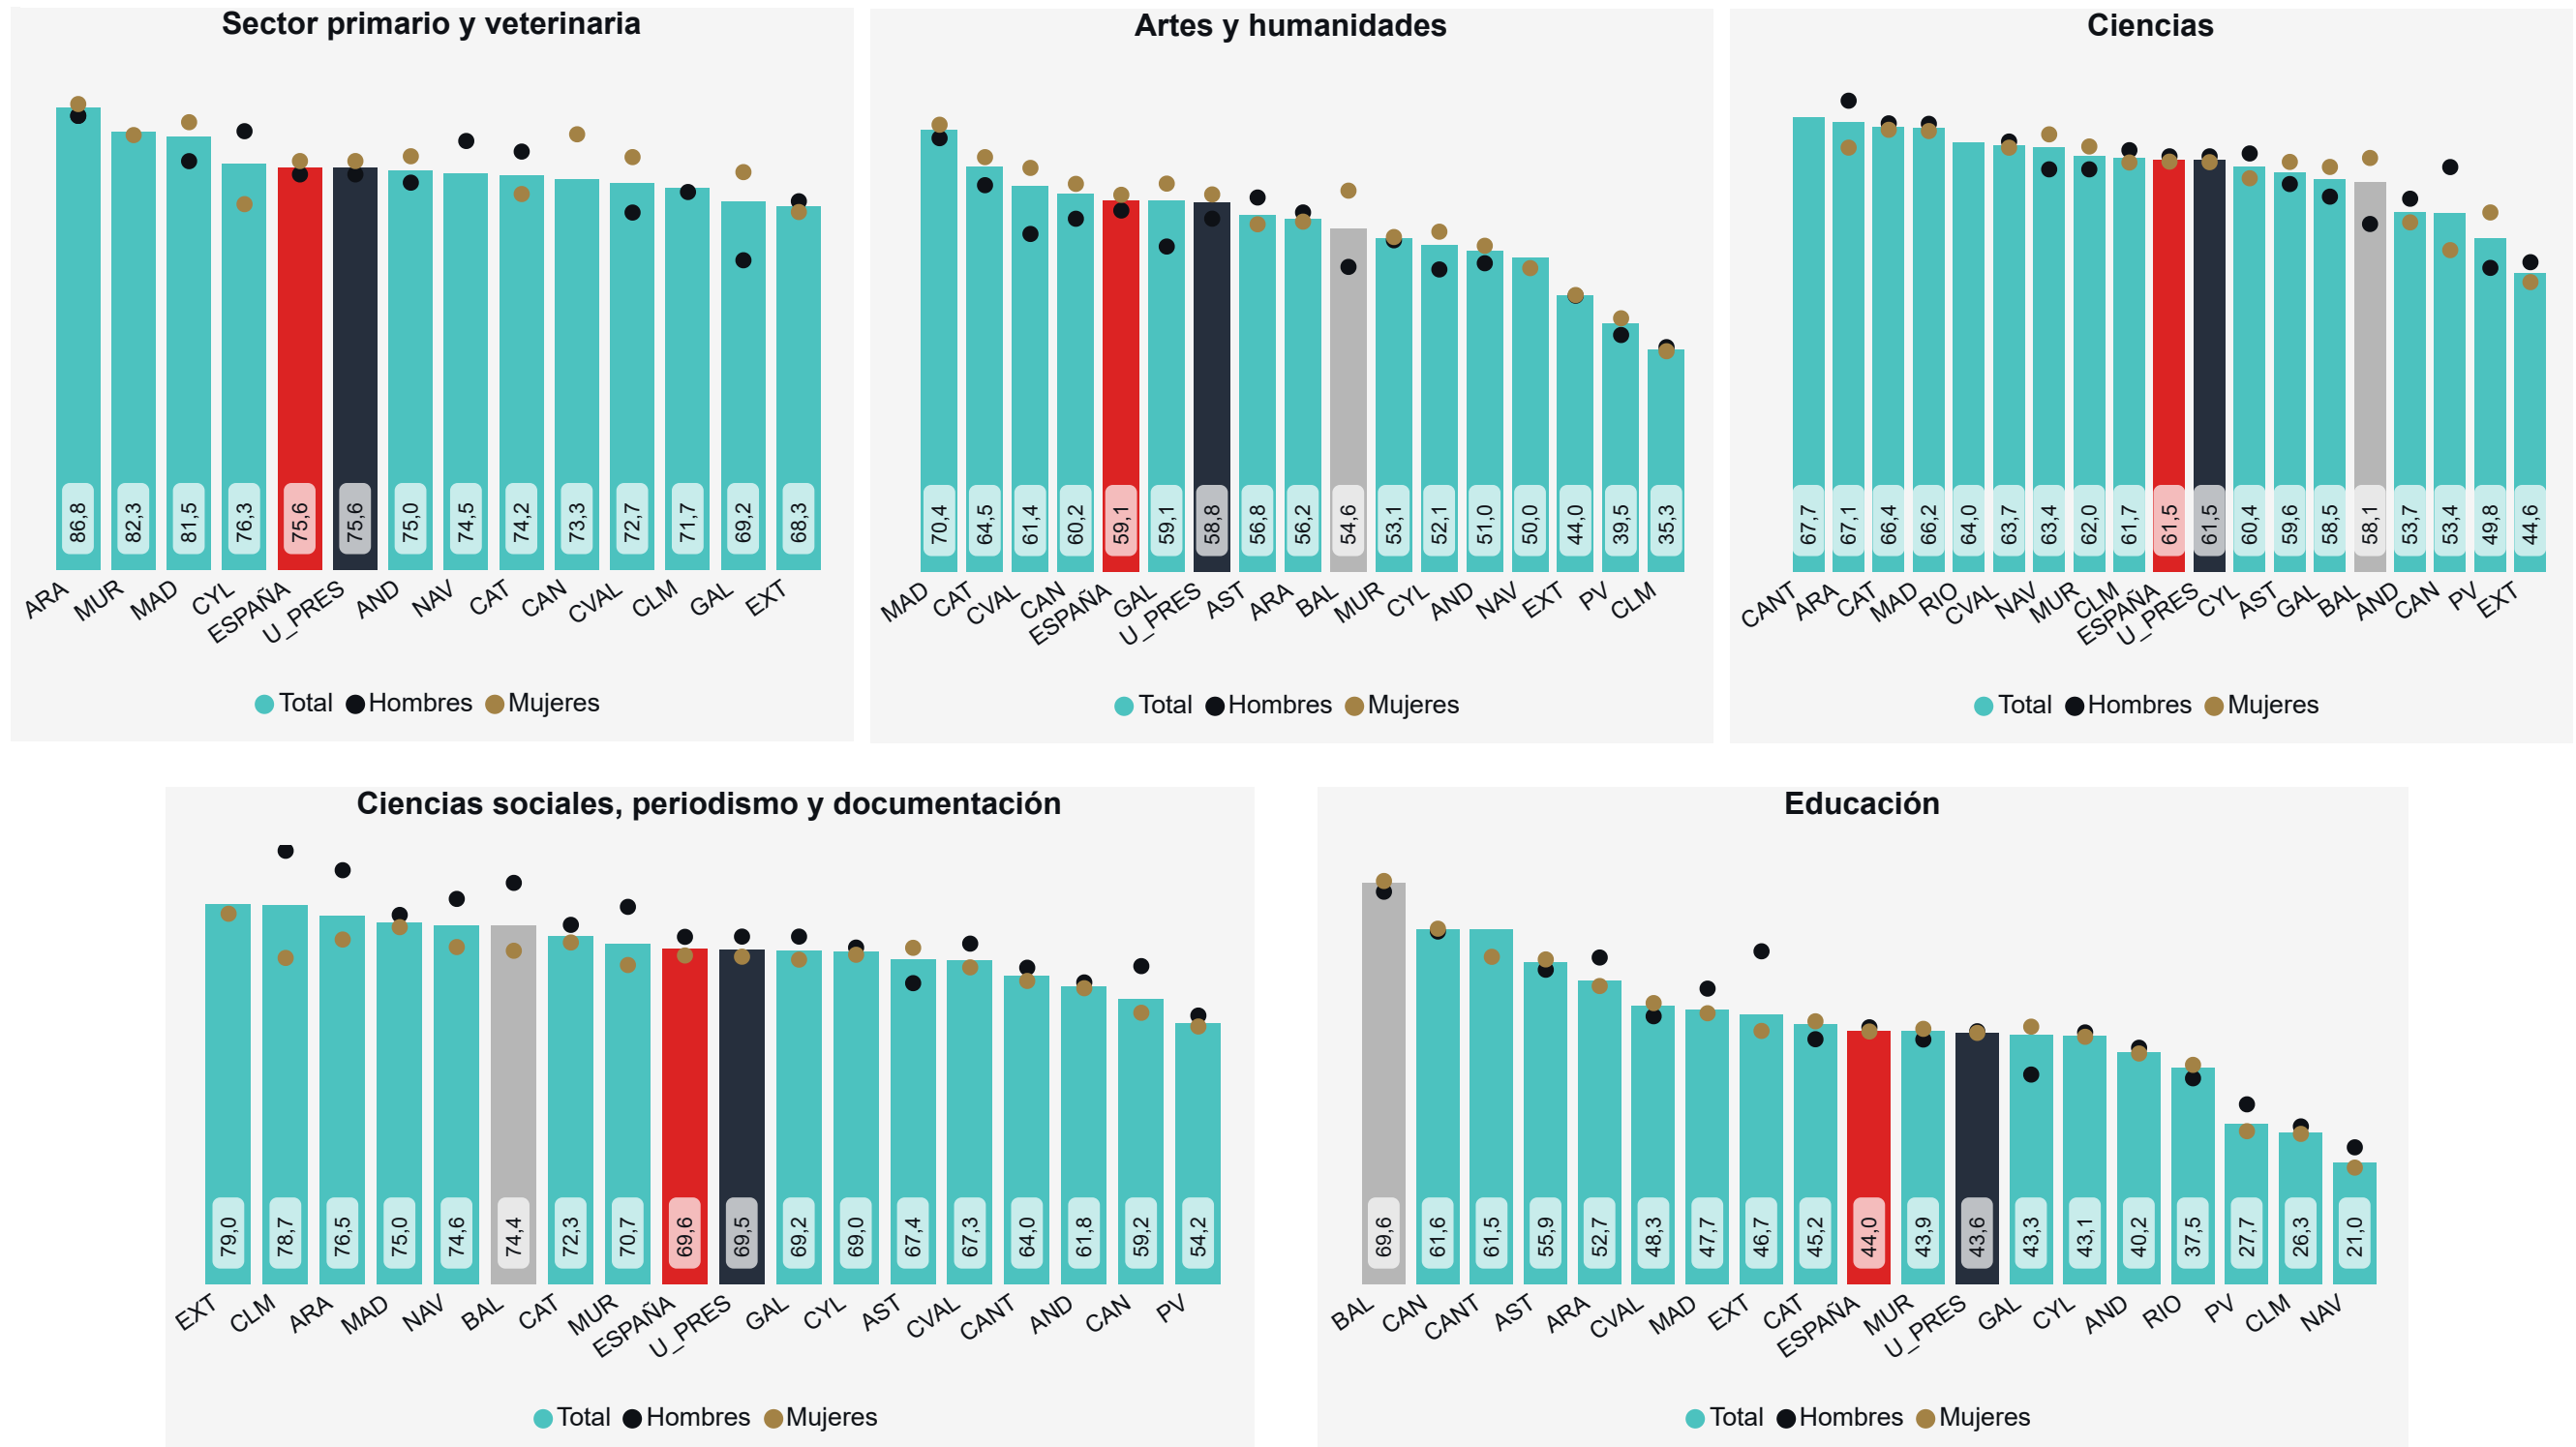 Sector primario y veterinaria
86,8 82,3 81,5 76,3 75,6 75,6 75,0 74,5 74,2 73,3 72,7 71,7 69,2 68,3
ARA MUR MAD CYL ESPAÑA U_PRES AND NAV CAT CAN CVAL CLM GAL EXT
Total Hombres Mujeres
Artes y humanidades
70,4 64,5 61,4 60,2 59,1 59,1 58,8 56,8 56,2 54,6 53,1 52,1 51,0 50,0 44,0 39,5 35,3
MAD CAT CVAL CAN ESPAÑA GAL U_PRES AST ARA BAL MUR CYL AND NAV EXT PV CLM
Total Hombres Mujeres
Ciencias
67,7 67,1 66,4 66,2 64,0 63,7 63,4 62,0 61,7 61,5 61,5 60,4 59,6 58,5 58,1 53,7 53,4 49,8 44,6
CANT ARA CAT MAD RIO CVAL NAV MUR CLM ESPAÑA U_PRES CYL AST GAL BAL AND CAN PV EXT
Total Hombres Mujeres
Ciencias sociales, periodismo y documentación
79,0 78,7 76,5 75,0 74,6 74,4 72,3 70,7 69,6 69,5 69,2 69,0 67,4 67,3 64,0 61,8 59,2 54,2
EXT CLM ARA MAD NAV BAL CAT MUR ESPAÑA U_PRES GAL CYL AST CVAL CANT AND CAN PV
Total Hombres Mujeres
Educación
69,6 61,6 61,5 55,9 52,7 48,3 47,7 46,7 45,2 44,0 43,9 43,6 43,3 43,1 40,2 37,5 27,7 26,3 21,0
BAL CAN CANT AST ARA CVAL MAD EXT CAT ESPAÑA MUR U_PRES GAL CYL AND RIO PV CLM NAV
Total Hombres Mujeres